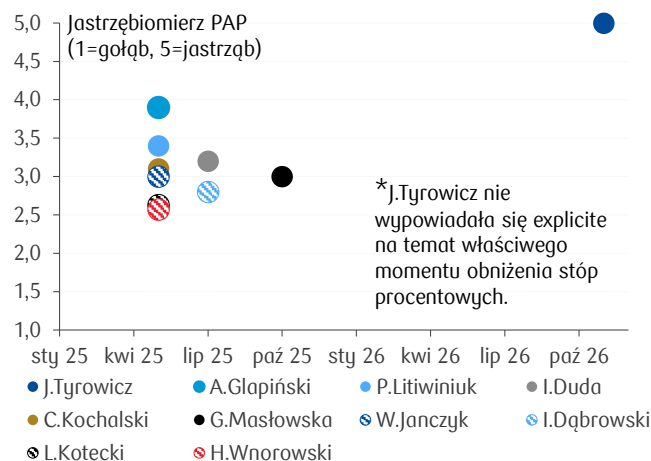 Jastrzębiomierz PAP
(1=gołąb, 5=jastrząb)
5,0
4,5
4,0
3,5
3,0
2,5
2,0
1,5
1,0
*J.Tyrowicz nie
wypowiadała się explicite
na temat właściwego
momentu obniżenia stóp
procentowych.
sty 25 kwi 25 lip 25 paź 25 sty 26 kwi 26 lip 26 paź 26
J.Tyrowicz A.Glapiński P.Litiwiniuk I.Duda
C.Kochalski G.Masłowska W.Janczyk I.Dąbrowski
L.Kotecki H.Wnorowski